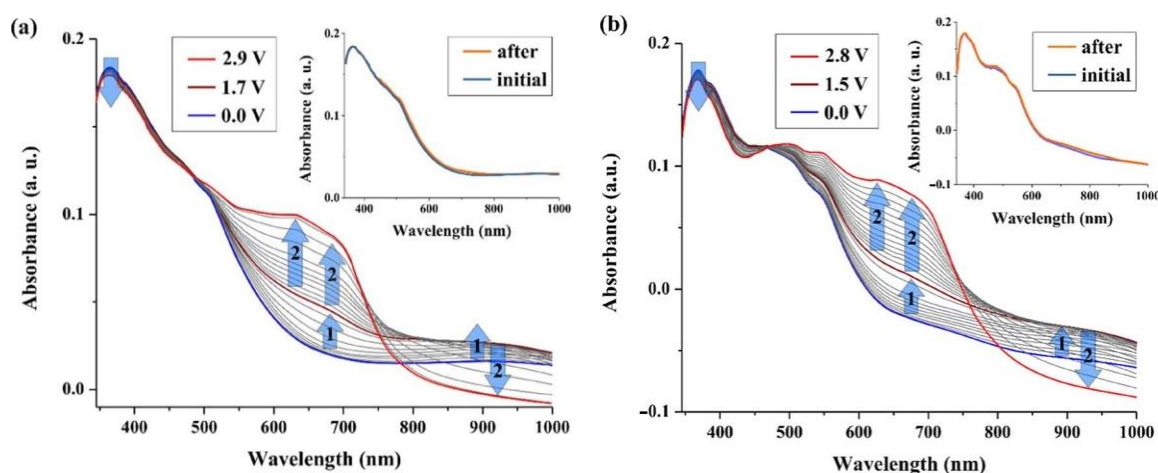 (a)
0.2
0.1
0.0
Absorbance (a. u.)
400 500 600 700 800 900 1000
Wavelength (nm)
2.9 V
1.7 V
0.0 V
2
2
1
1
2
0.2
0.1
0.0
Absorbance (a. u.)
400 600 800 1000
Wavelength (nm)
after
initial
(b)
0.2
0.1
0.0
−0.1
Absorbance (a.u.)
400 500 600 700 800 900 1000
Wavelength (nm)
2.8 V
1.5 V
0.0 V
2
2
1
1
2
0.2
0.1
0.0
−0.1
Absorbance (a. u.)
400 600 800 1000
Wavelength (nm)
after
initial